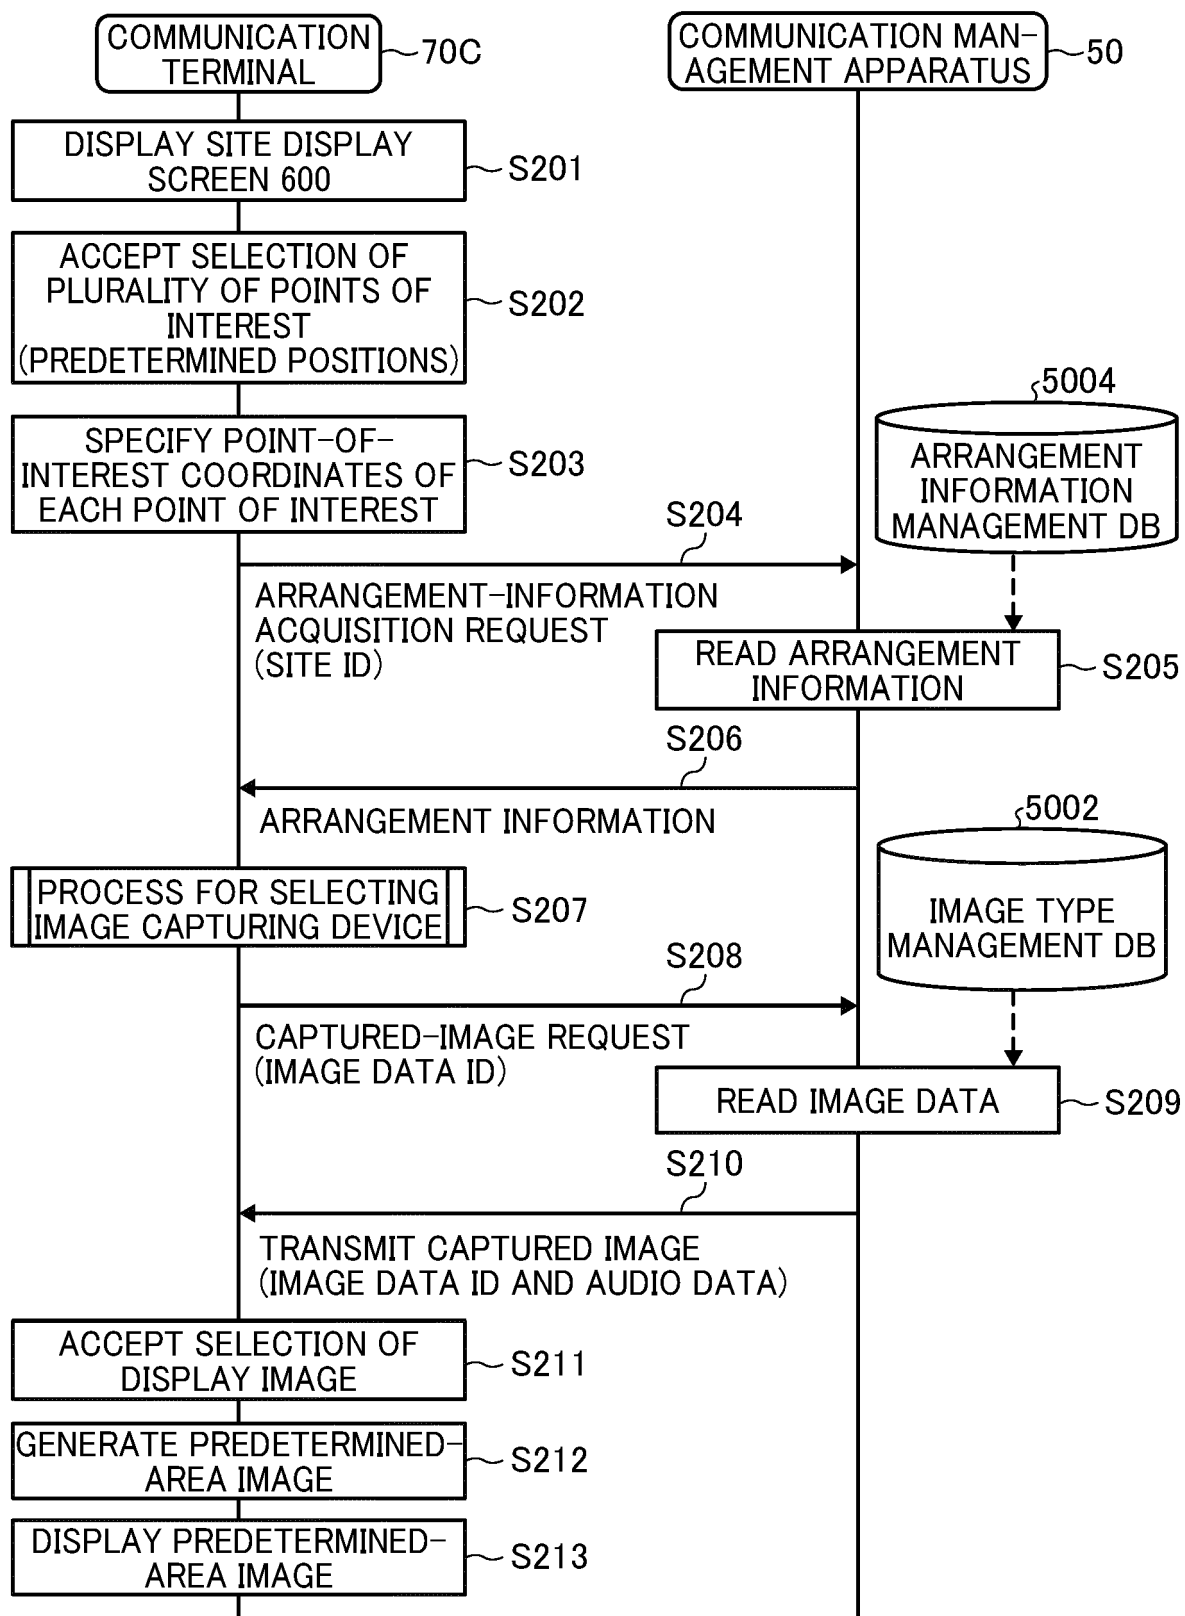 COMMUNICATION
TERMINAL
70C
COMMUNICATION MAN-
AGEMENT APPARATUS
50
DISPLAY SITE DISPLAY
SCREEN 600
S201
ACCEPT SELECTION OF
PLURALITY OF POINTS OF
INTEREST
(PREDETERMINED POSITIONS)
S202
SPECIFY POINT-OF-
INTEREST COORDINATES OF
EACH POINT OF INTEREST
S203
5004
ARRANGEMENT
INFORMATION
MANAGEMENT DB
S204
ARRANGEMENT-INFORMATION
ACQUISITION REQUEST
(SITE ID)
READ ARRANGEMENT
INFORMATION
S205
S206
ARRANGEMENT INFORMATION
5002
IMAGE TYPE
MANAGEMENT DB
PROCESS FOR SELECTING
IMAGE CAPTURING DEVICE
S207
S208
CAPTURED-IMAGE REQUEST
(IMAGE DATA ID)
READ IMAGE DATA
S209
S210
TRANSMIT CAPTURED IMAGE
(IMAGE DATA ID AND AUDIO DATA)
ACCEPT SELECTION OF
DISPLAY IMAGE
S211
GENERATE PREDETERMINED-
AREA IMAGE
S212
DISPLAY PREDETERMINED-
AREA IMAGE
S213